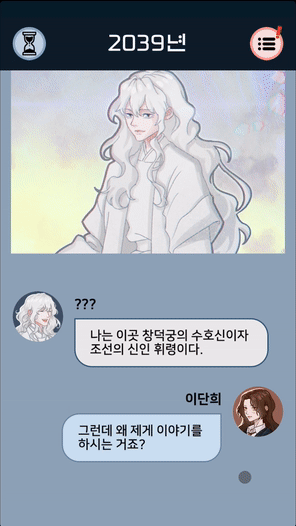 2039년
???
나는 이곳 창덕궁의 수호신이자
조선의 신인 휘령이다.
이단희
그런데 왜 제게 이야기를
하시는 거죠?